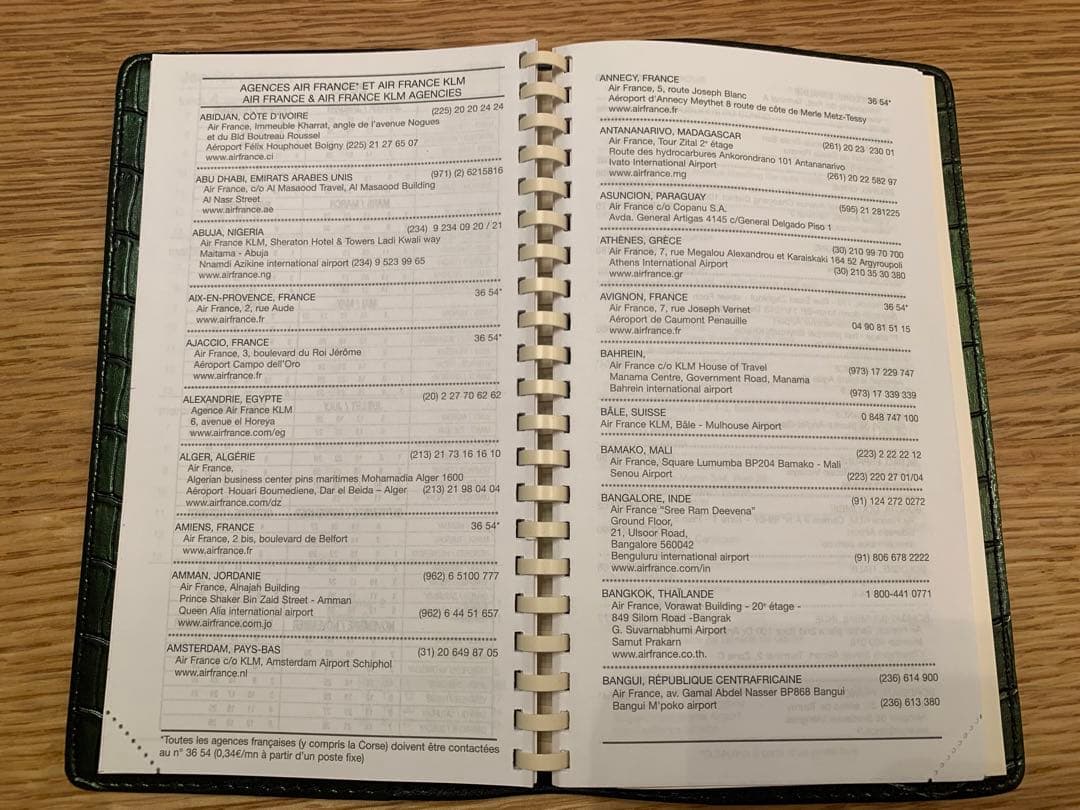 AGENCES AIR FRANCE* ET AIR FRANCE KLM
AIR FRANCE & AIR FRANCE KLM AGENCIES
ABIDJAN, CÔTE D'IVOIRE (225) 20 20 24 24
Air France, Immeuble Kharrat, angle de l'avenue Nogues
et du Bld Boutreau Roussel
Aéroport Félix Houphouet Boigny (225) 21 27 65 07
www.airfrance.ci
ABU DHABI, EMIRATS ARABES UNIS (971) (2) 6215816
Air France, c/o Al Masaood Travel, Al Masaood Building
Al Nasr Street
www.airfrance.ae
ABUJA, NIGERIA (234) 9 234 09 20 / 21
Air France KLM, Sheraton Hotel & Towers Ladi Kwali way
Maitama - Abuja
Nnamdi Azikine international airport (234) 9 523 99 65
www.airfrance.ng
AIX-EN-PROVENCE, FRANCE 36 54*
Air France, 2, rue Aude
www.airfrance.fr
AJACCIO, FRANCE 36 54*
Air France, 3, boulevard du Roi Jérôme
Aéroport Campo dell'Oro
www.airfrance.fr
ALEXANDRIE, EGYPTE (20) 2 27 70 62 62
Agence Air France KLM
6, avenue el Horeya
www.airfrance.com/eg
ALGER, ALGÉRIE (213) 21 73 16 16 10
Air France,
Algerian business center pins maritimes Mohamadia Alger 1600
Aéroport Houari Boumediene, Dar el Beida – Alger (213) 21 98 04 04
www.airfrance.com/dz
AMIENS, FRANCE 36 54*
Air France, 2 bis, boulevard de Belfort
www.airfrance.fr
AMMAN, JORDANIE (962) 6 5100 777
Air France, Alnajah Building
Prince Shaker Bin Zaid Street - Amman
Queen Alia international airport (962) 6 44 51 657
www.airfrance.com.jo
AMSTERDAM, PAYS-BAS (31) 20 649 87 05
Air France c/o KLM, Amsterdam Airport Schiphol
www.airfrance.nl
*Toutes les agences françaises (y compris la Corse) doivent être contactées
au n° 36 54 (0,34€/mn à partir d'un poste fixe)
ANNECY, FRANCE 36 54*
Air France, 5, route Joseph Blanc
Aéroport d'Annecy Meythet 8 route de côte de Merle Metz-Tessy
www.airfrance.fr
ANTANANARIVO, MADAGASCAR (261) 20 23 230 01
Air France, Tour Zital 2e étage
Route des hydrocarbures Ankorondrano 101 Antananarivo
Ivato International Airport (261) 20 22 582 97
www.airfrance.mg
ASUNCION, PARAGUAY (595) 21 281225
Air France c/o Copanu S.A.
Avda. General Artigas 4145 c/General Delgado Piso 1
ATHÈNES, GRÈCE (30) 210 99 70 700
Air France, 7, rue Megalou Alexandrou et Karaiskaki 184 52 Argyroupoli
Athens International Airport (30) 210 35 30 380
www.airfrance.gr
AVIGNON, FRANCE 36 54*
Air France, 7, rue Joseph Vernet
Aéroport de Caumont Penauille 04 90 81 51 15
www.airfrance.fr
BAHREIN,
Air France c/o KLM House of Travel (973) 17 229 747
Manama Centre, Government Road, Manama
Bahrein international airport (973) 17 339 339
BÂLE, SUISSE 0 848 747 100
Air France KLM, Bâle - Mulhouse Airport
BAMAKO, MALI (223) 2 22 22 12
Air France, Square Lumumba BP204 Bamako - Mali
Senou Airport (223) 220 27 01/04
BANGALORE, INDE (91) 124 272 0272
Air France "Sree Ram Deevena"
Ground Floor,
21, Ulsoor Road,
Bangalore 560042
Benguluru international airport (91) 806 678 2222
www.airfrance.com/in
BANGKOK, THAÏLANDE 1 800-441 0771
Air France, Vorawat Building - 20e étage -
849 Silom Road -Bangrak
G. Suvarnabhumi Airport
Samut Prakarn
www.airfrance.co.th.
BANGUI, RÉPUBLIQUE CENTRAFRICAINE (236) 614 900
Air France, av. Gamal Abdel Nasser BP868 Bangui
Bangui M'poko airport (236) 613 380